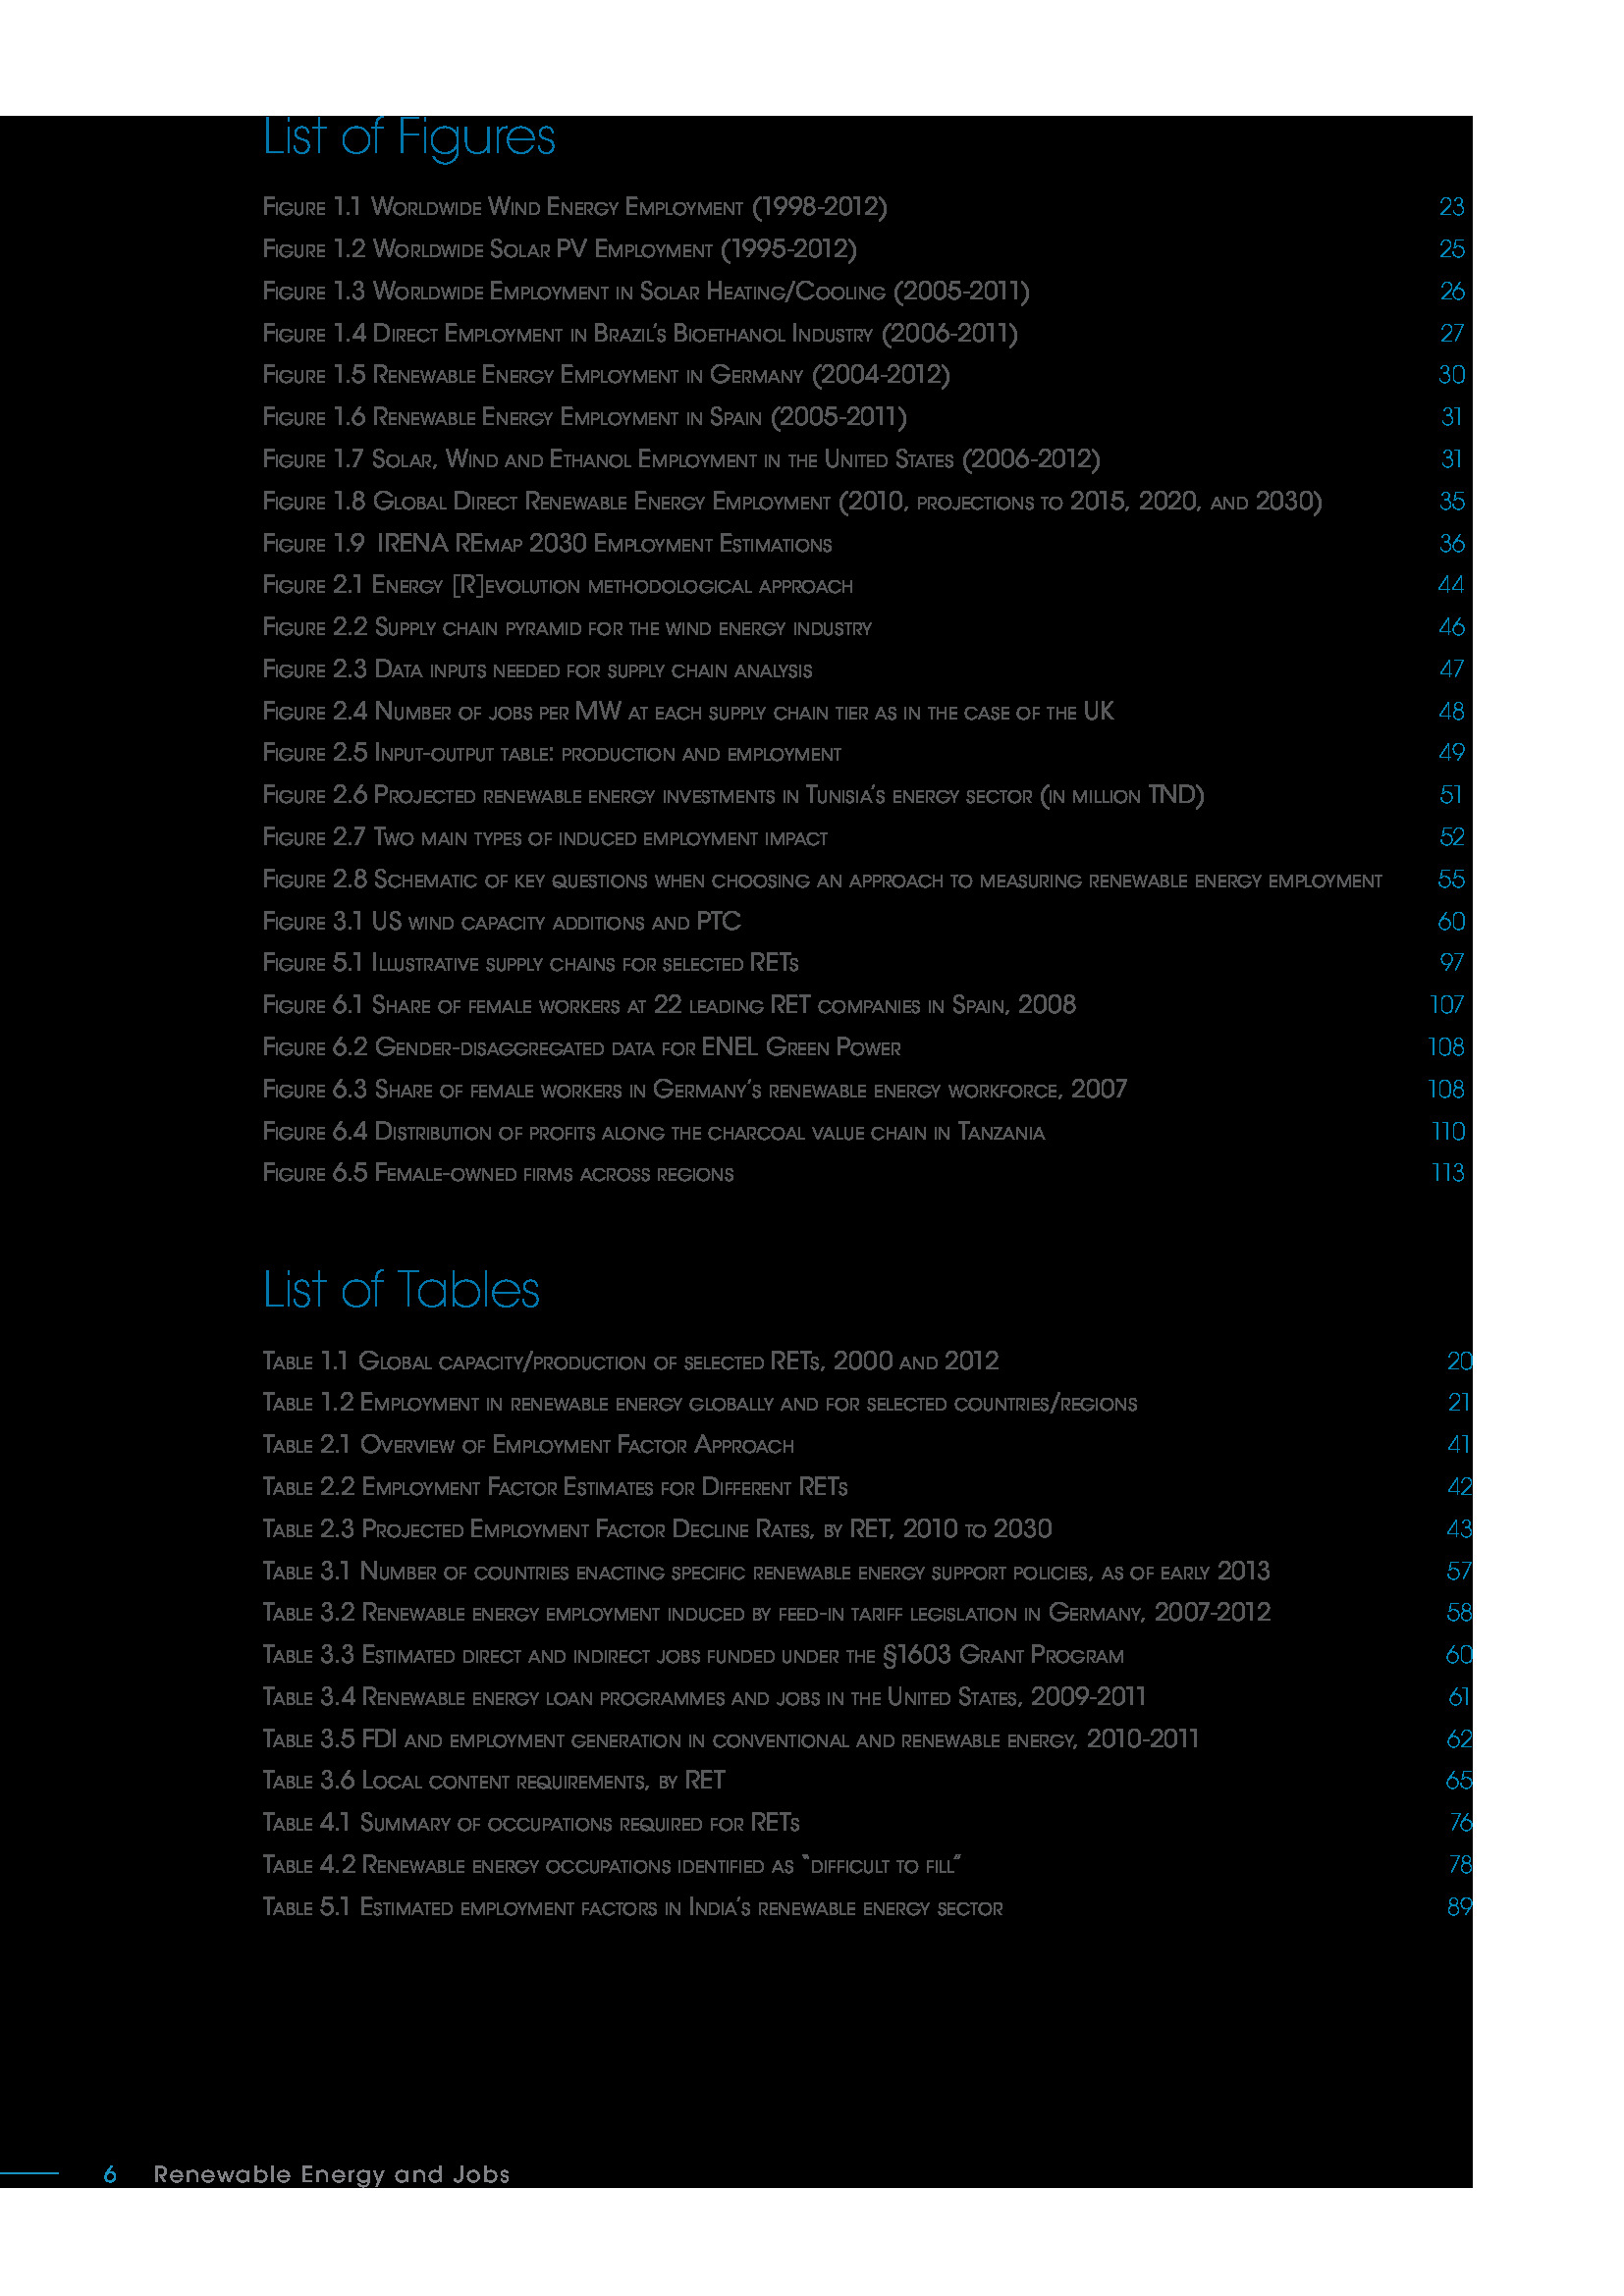 List of Figures
Figure 1.1 Worldwide Wind Energy Employment (1998-2012) 23
Figure 1.2 Worldwide Solar PV Employment (1995-2012) 25
Figure 1.3 Worldwide Employment in Solar Heating/Cooling (2005-2011) 26
Figure 1.4 Direct Employment in Brazil's Bioethanol Industry (2006-2011) 27
Figure 1.5 Renewable Energy Employment in Germany (2004-2012) 30
Figure 1.6 Renewable Energy Employment in Spain (2005-2011) 31
Figure 1.7 Solar, Wind and Ethanol Employment in the United States (2006-2012) 31
Figure 1.8 Global Direct Renewable Energy Employment (2010, projections to 2015, 2020, and 2030) 35
Figure 1.9 IRENA REmap 2030 Employment Estimations 36
Figure 2.1 Energy [R]evolution methodological approach 44
Figure 2.2 Supply chain pyramid for the wind energy industry 46
Figure 2.3 Data inputs needed for supply chain analysis 47
Figure 2.4 Number of jobs per MW at each supply chain tier as in the case of the UK 48
Figure 2.5 Input-output table: production and employment 49
Figure 2.6 Projected renewable energy investments in Tunisia's energy sector (in million TND) 51
Figure 2.7 Two main types of induced employment impact 52
Figure 2.8 Schematic of key questions when choosing an approach to measuring renewable energy employment 55
Figure 3.1 US wind capacity additions and PTC 60
Figure 5.1 Illustrative supply chains for selected RETs 97
Figure 6.1 Share of female workers at 22 leading RET companies in Spain, 2008 107
Figure 6.2 Gender-disaggregated data for ENEL Green Power 108
Figure 6.3 Share of female workers in Germany's renewable energy workforce, 2007 108
Figure 6.4 Distribution of profits along the charcoal value chain in Tanzania 110
Figure 6.5 Female-owned firms across regions 113
List of Tables
Table 1.1 Global capacity/production of selected RETs, 2000 and 2012 20
Table 1.2 Employment in renewable energy globally and for selected countries/regions 21
Table 2.1 Overview of Employment Factor Approach 41
Table 2.2 Employment Factor Estimates for Different RETs 42
Table 2.3 Projected Employment Factor Decline Rates, by RET, 2010 to 2030 43
Table 3.1 Number of countries enacting specific renewable energy support policies, as of early 2013 57
Table 3.2 Renewable energy employment induced by feed-in tariff legislation in Germany, 2007-2012 58
Table 3.3 Estimated direct and indirect jobs funded under the §1603 Grant Program 60
Table 3.4 Renewable energy loan programmes and jobs in the United States, 2009-2011 61
Table 3.5 FDI and employment generation in conventional and renewable energy, 2010-2011 62
Table 3.6 Local content requirements, by RET 65
Table 4.1 Summary of occupations required for RETs 76
Table 4.2 Renewable energy occupations identified as "difficult to fill" 78
Table 5.1 Estimated employment factors in India's renewable energy sector 89
6 Renewable Energy and Jobs